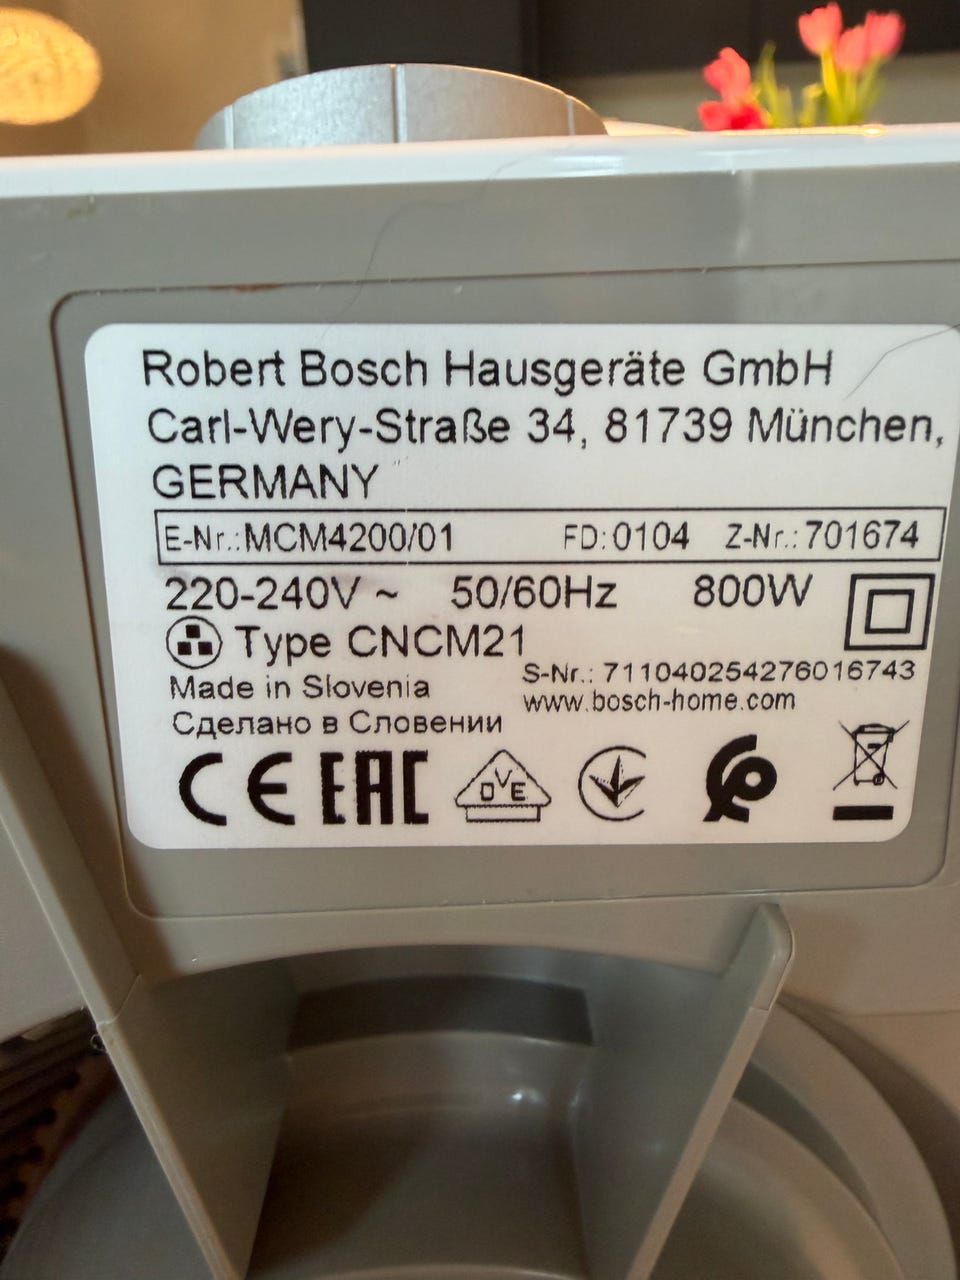 Robert Bosch Hausgeräte GmbH
Carl-Wery-Straße 34, 81739 München,
GERMANY
E-Nr.: MCM4200/01 FD: 0104 Z-Nr.: 701674
220-240V ~ 50/60Hz 800W
Type CNCM21
S-Nr.: 711040254276016743
Made in Slovenia
www.bosch-home.com
Сделано в Словении
CE EAC DVE